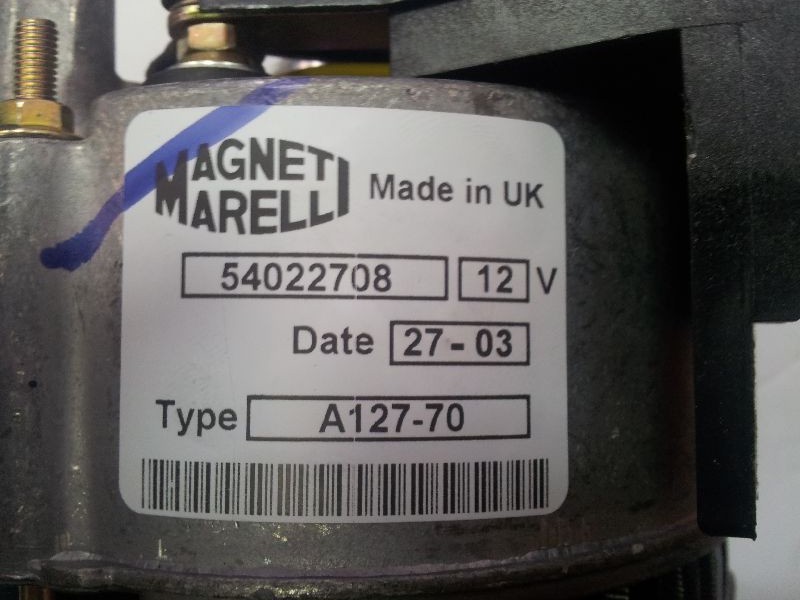 MAGNETI
MARELLI
Made in UK
54022708 12 V
Date 27-03
Type A127-70